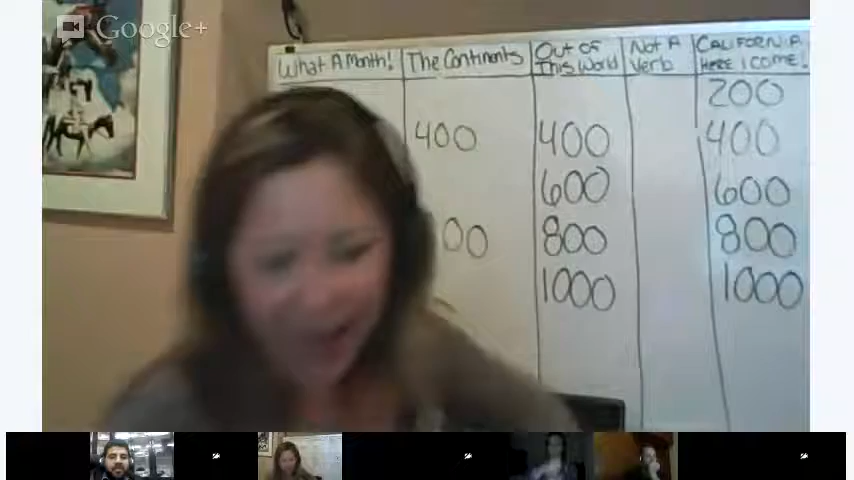 Google+
What A Month!
The Continents
Out of
This World
Not A
Verb
CALIFORNIA
HERE I COME!
200
400 400 400
600 600
00 800 800
1000 1000